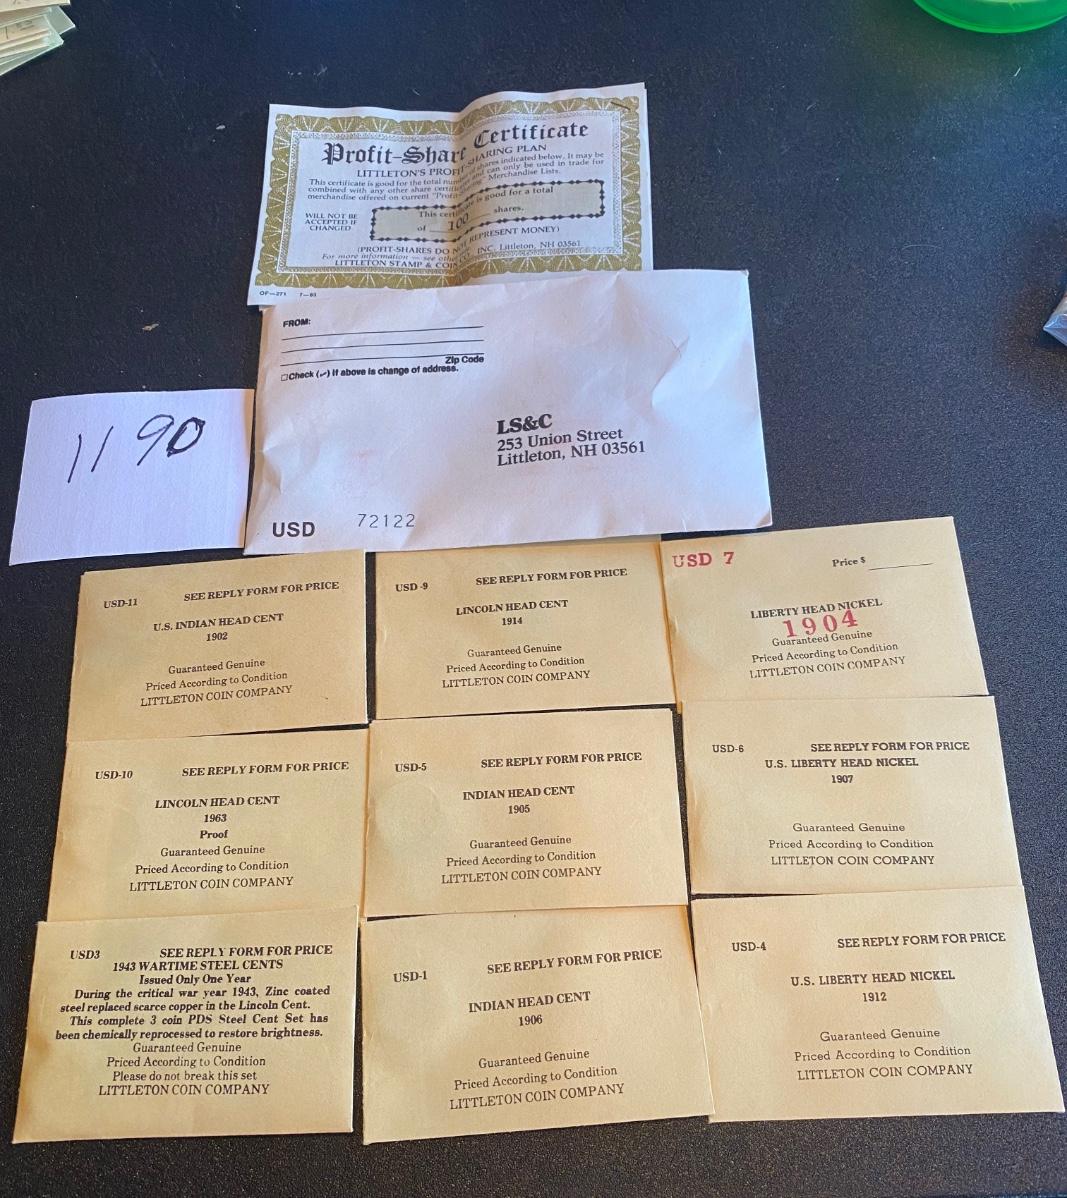 Profit-Share Certificate
LITTLETON'S PROFIT-SHARING PLAN
This certificate is good for the total shares indicated below. It may be
combined with any other share and can only be used in trade for
merchandise offered on current Merchandise Lists.
WILL NOT BE
ACCEPTED IF
CHANGED
This certificate is good for a total
of 100 shares.
(PROFIT-SHARES DO NOT REPRESENT MONEY)
For more information — see
LITTLETON STAMP & COIN INC. Littleton, NH 03561
OF—271
FROM:
Zip Code
Check (✓) if above is change of address.
LS&C
253 Union Street
Littleton, NH 03561
USD 72122
1190
USD-11 SEE REPLY FORM FOR PRICE
U.S. INDIAN HEAD CENT
1902
Guaranteed Genuine
Priced According to Condition
LITTLETON COIN COMPANY
USD -9 SEE REPLY FORM FOR PRICE
LINCOLN HEAD CENT
1914
Guaranteed Genuine
Priced According to Condition
LITTLETON COIN COMPANY
USD 7 Price $
LIBERTY HEAD NICKEL
1904
Guaranteed Genuine
Priced According to Condition
LITTLETON COIN COMPANY
USD-10 SEE REPLY FORM FOR PRICE
LINCOLN HEAD CENT
1963
Proof
Guaranteed Genuine
Priced According to Condition
LITTLETON COIN COMPANY
USD-5 SEE REPLY FORM FOR PRICE
INDIAN HEAD CENT
1905
Guaranteed Genuine
Priced According to Condition
LITTLETON COIN COMPANY
USD-6 SEE REPLY FORM FOR PRICE
U.S. LIBERTY HEAD NICKEL
1907
Guaranteed Genuine
Priced According to Condition
LITTLETON COIN COMPANY
USD3 SEE REPLY FORM FOR PRICE
1943 WARTIME STEEL CENTS
Issued Only One Year
During the critical war year 1943, Zinc coated
steel replaced scarce copper in the Lincoln Cent.
This complete 3 coin PDS Steel Cent Set has
been chemically reprocessed to restore brightness.
Guaranteed Genuine
Priced According to Condition
Please do not break this set
LITTLETON COIN COMPANY
USD-1 SEE REPLY FORM FOR PRICE
INDIAN HEAD CENT
1906
Guaranteed Genuine
Priced According to Condition
LITTLETON COIN COMPANY
USD-4 SEE REPLY FORM FOR PRICE
U.S. LIBERTY HEAD NICKEL
1912
Guaranteed Genuine
Priced According to Condition
LITTLETON COIN COMPANY